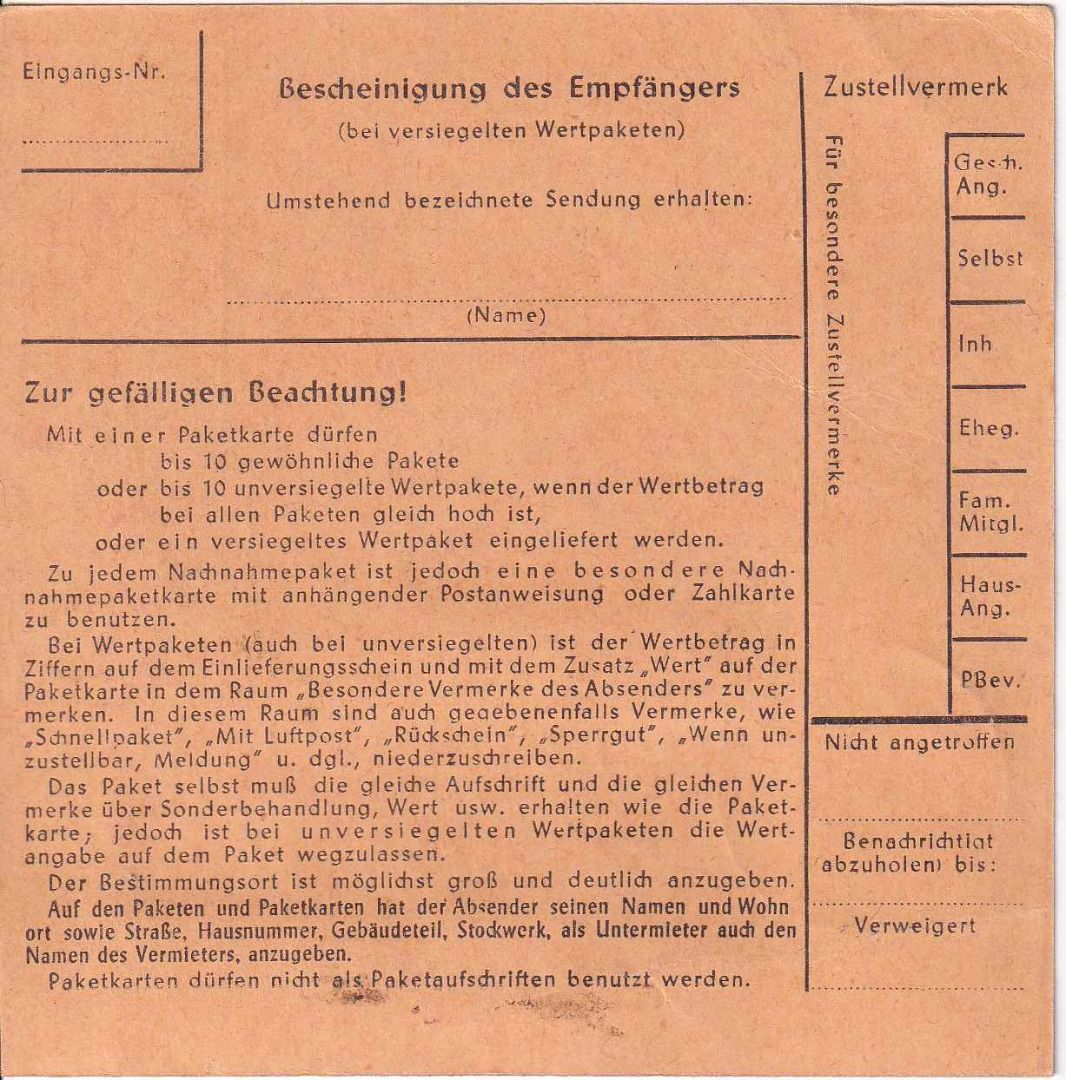 Eingangs-Nr.
Bescheinigung des Empfängers
(bei versiegelten Wertpaketen)
Umstehend bezeichnete Sendung erhalten:
(Name)
Zur gefälligen Beachtung!
Mit einer Paketkarte dürfen
bis 10 gewöhnliche Pakete
oder bis 10 unversiegelte Wertpakete, wenn der Wertbetrag
bei allen Paketen gleich hoch ist,
oder ein versiegeltes Wertpaket eingeliefert werden.
Zu jedem Nachnahmepaket ist jedoch eine besondere Nach-
nahmepaketkarte mit anhängender Postanweisung oder Zahlkarte
zu benutzen.
Bei Wertpaketen (auch bei unversiegelten) ist der Wertbetrag in
Ziffern auf dem Einlieferungsschein und mit dem Zusatz „Wert" auf der
Paketkarte in dem Raum „Besondere Vermerke des Absenders" zu ver-
merken. In diesem Raum sind auch gegebenenfalls Vermerke, wie
„Schnellpaket", „Mit Luftpost", „Rückschein", „Sperrgut", „Wenn un-
zustellbar, Meldung" u. dgl., niederzuschreiben.
Das Paket selbst muß die gleiche Aufschrift und die gleichen Ver-
merke über Sonderbehandlung, Wert usw. erhalten wie die Paket-
karte; jedoch ist bei unversiegelten Wertpaketen die Wert-
angabe auf dem Paket wegzulassen.
Der Bestimmungsort ist möglichst groß und deutlich anzugeben.
Auf den Paketen und Paketkarten hat der Absender seinen Namen und Wohn
ort sowie Straße, Hausnummer, Gebäudeteil, Stockwerk, als Untermieter auch den
Namen des Vermieters, anzugeben.
Paketkarten dürfen nicht als Paketaufschriften benutzt werden.
Zustellvermerk
Für besondere Zustellvermerke
Gesch.
Ang.
Selbst
Inh
Eheg.
Fam.
Mitgl.
Haus-
Ang.
PBev.
Nicht angetroffen
Benachrichtigt
(abzuholen) bis:
Verweigert